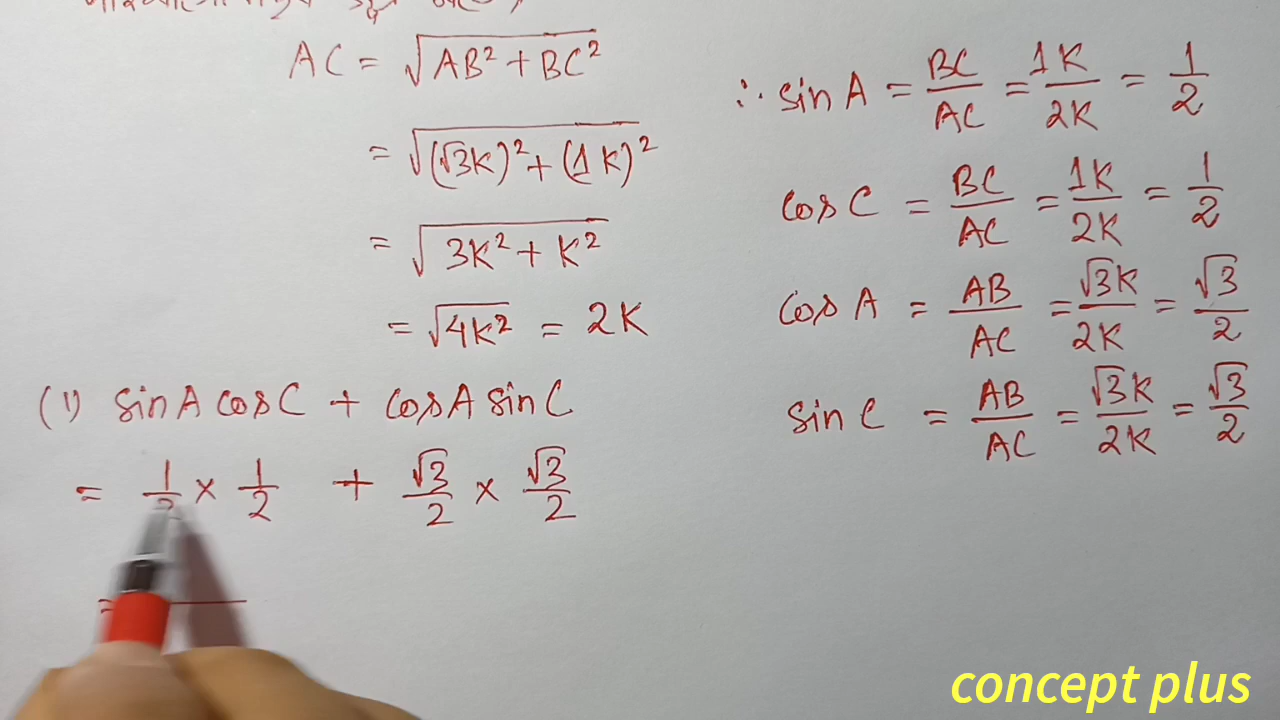 AC = √(AB² + BC²)
= √((√3K)² + (1K)²)
= √(3K² + K²)
= √(4K²) = 2K
(i) sin A cos C + cos A sin C
= 1/2 × 1/2 + √3/2 × √3/2
=
∴ sin A = BC/AC = 1K/2K = 1/2
cos C = BC/AC = 1K/2K = 1/2
cos A = AB/AC = √3K/2K = √3/2
sin C = AB/AC = √3K/2K = √3/2
concept plus